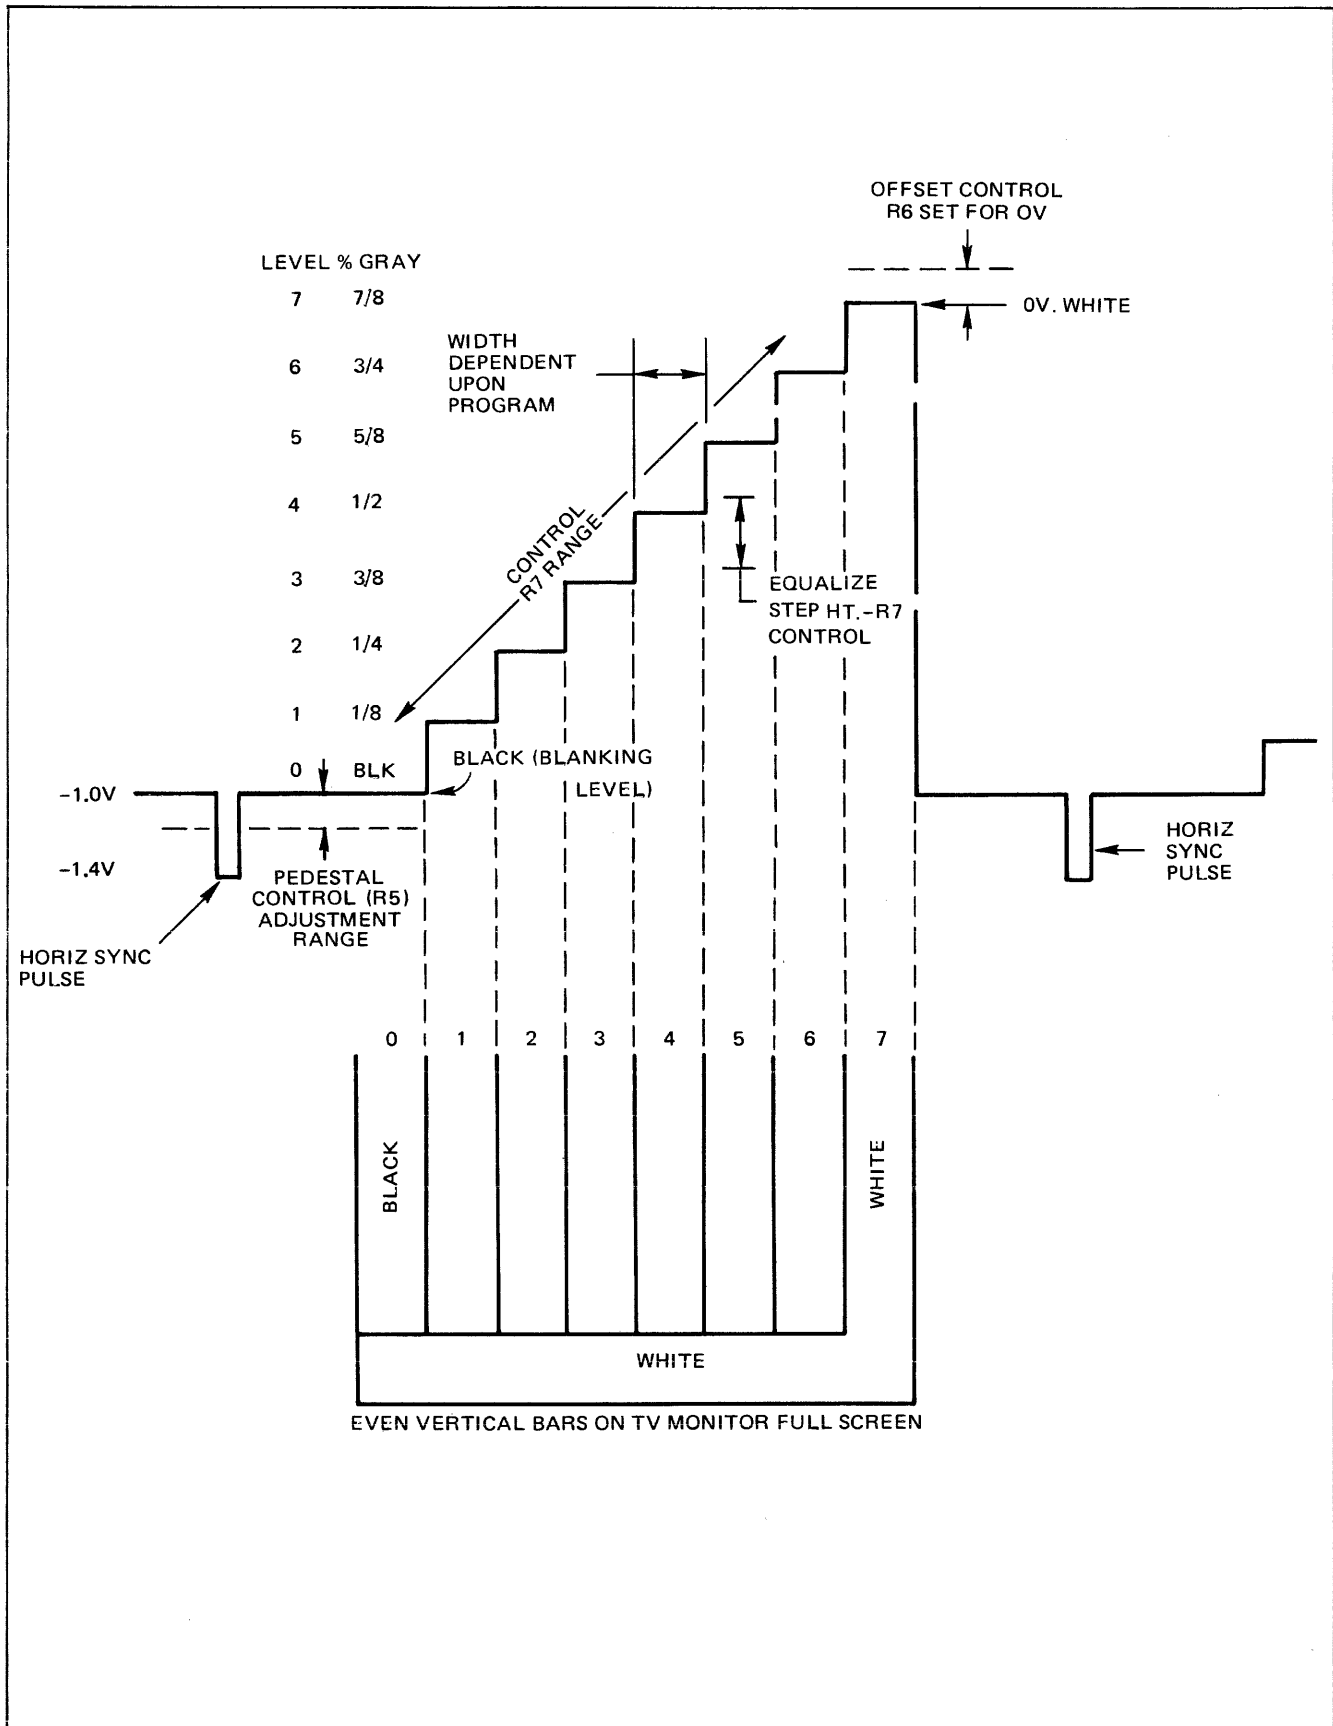 OFFSET CONTROL
R6 SET FOR OV
LEVEL % GRAY
7 7/8
0V. WHITE
WIDTH
DEPENDENT
UPON
PROGRAM
6 3/4
5 5/8
4 1/2
CONTROL
R7 RANGE
3 3/8
EQUALIZE
STEP HT.-R7
CONTROL
2 1/4
1 1/8
BLACK (BLANKING
LEVEL)
0 BLK
-1.0V
-1.4V
PEDESTAL
CONTROL (R5)
ADJUSTMENT
RANGE
HORIZ SYNC
PULSE
HORIZ
SYNC
PULSE
0 1 2 3 4 5 6 7
BLACK
WHITE
WHITE
EVEN VERTICAL BARS ON TV MONITOR FULL SCREEN